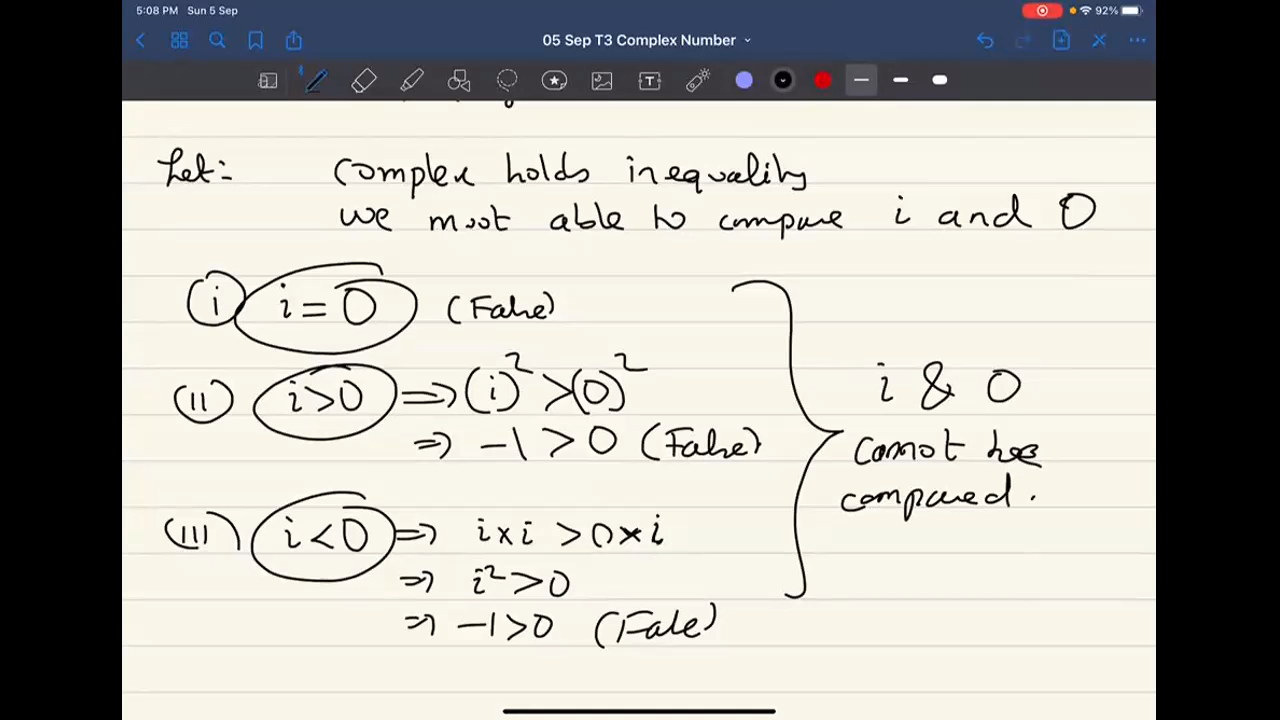 5:08 PM Sun 5 Sep
92%
05 Sep T3 Complex Number
Let:- complex holds inequality
we must able to compare i and 0
(i) i = 0 (False)
(ii) i>0 ⇒ (i)² > (0)²
⇒ -1 > 0 (False)
(iii) i < 0 ⇒ i × i > 0 × i
⇒ i² > 0
⇒ -1 > 0 (False)
i & 0
cannot be
compared.